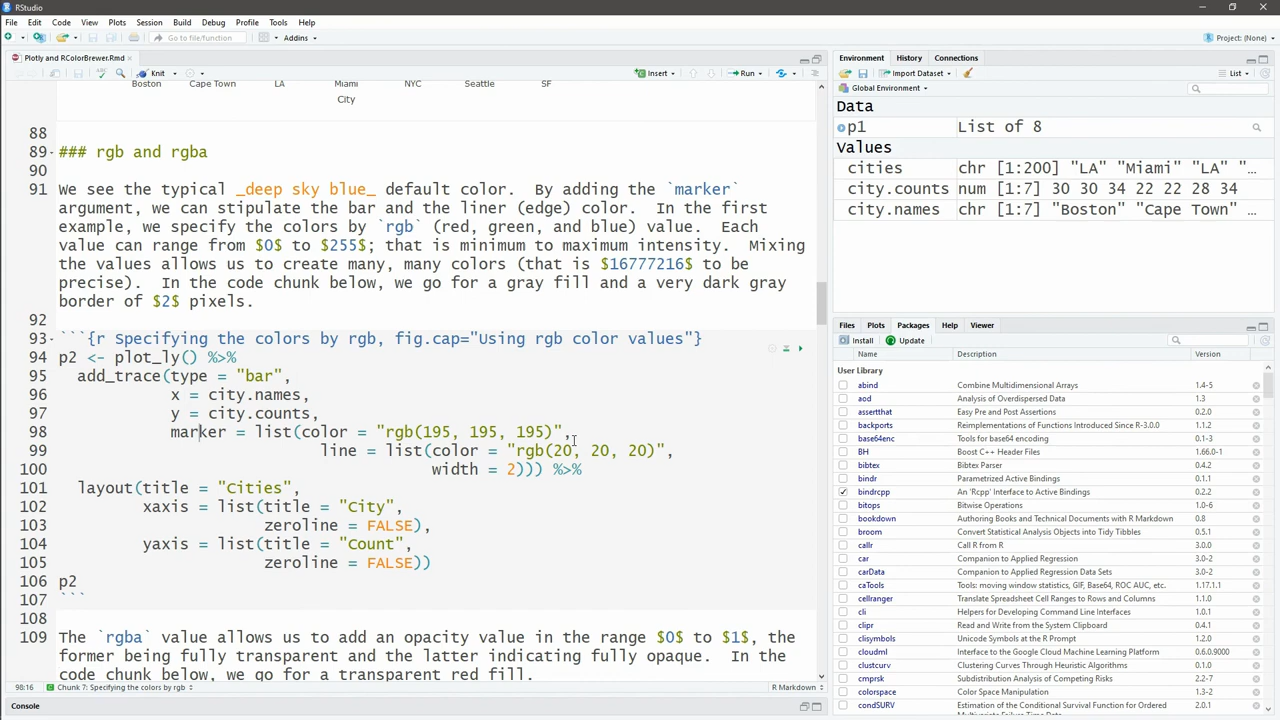 RStudio
File Edit Code View Plots Session Build Debug Profile Tools Help
Go to file/function
Addins
Project: (None)
Plotly and RColorBrewer.Rmd
Knit
Insert
Run
Boston Cape Town LA Miami NYC Seattle SF
City
88
89 ### rgb and rgba
90
91 We see the typical _deep sky blue_ default color. By adding the `marker`
argument, we can stipulate the bar and the liner (edge) color. In the first
example, we specify the colors by `rgb` (red, green, and blue) value. Each
value can range from $0$ to $255$; that is minimum to maximum intensity. Mixing
the values allows us to create many, many colors (that is $16777216$ to be
precise). In the code chunk below, we go for a gray fill and a very dark gray
border of $2$ pixels.
92
93 ```{r Specifying the colors by rgb, fig.cap="Using rgb color values"}
94 p2 <- plot_ly() %>%
95 add_trace(type = "bar",
96 x = city.names,
97 y = city.counts,
98 marker = list(color = "rgb(195, 195, 195)",
99 line = list(color = "rgb(20, 20, 20)",
100 width = 2))) %>%
101 layout(title = "Cities",
102 xaxis = list(title = "City",
103 zeroline = FALSE),
104 yaxis = list(title = "Count",
105 zeroline = FALSE))
106 p2
107 ```
108
109 The `rgba` value allows us to add an opacity value in the range $0$ to $1$, the
former being fully transparent and the latter indicating fully opaque. In the
code chunk below, we go for a transparent red fill.
98:16 Chunk 7: Specifying the colors by rgb R Markdown
Console
Environment History Connections
Import Dataset List
Global Environment
Data
p1 List of 8
Values
cities chr [1:200] "LA" "Miami" "LA" "…
city.counts num [1:7] 30 30 34 22 22 28 34
city.names chr [1:7] "Boston" "Cape Town" …
Files Plots Packages Help Viewer
Install Update
Name Description Version
User Library
abind Combine Multidimensional Arrays 1.4-5
aod Analysis of Overdispersed Data 1.3
assertthat Easy Pre and Post Assertions 0.2.0
backports Reimplementations of Functions Introduced Since R-3.0.0 1.1.2
base64enc Tools for base64 encoding 0.1-3
BH Boost C++ Header Files 1.66.0-1
bibtex Bibtex Parser 0.4.2
bindr Parametrized Active Bindings 0.1.1
bindrcpp An 'Rcpp' Interface to Active Bindings 0.2.2
bitops Bitwise Operations 1.0-6
bookdown Authoring Books and Technical Documents with R Markdown 0.8
broom Convert Statistical Analysis Objects into Tidy Tibbles 0.5.1
callr Call R from R 3.0.0
car Companion to Applied Regression 3.0-2
carData Companion to Applied Regression Data Sets 3.0-2
caTools Tools: moving window statistics, GIF, Base64, ROC AUC, etc. 1.17.1.1
cellranger Translate Spreadsheet Cell Ranges to Rows and Columns 1.1.0
cli Helpers for Developing Command Line Interfaces 1.0.1
clipr Read and Write from the System Clipboard 0.4.1
clisymbols Unicode Symbols at the R Prompt 1.2.0
cloudml Interface to the Google Cloud Machine Learning Platform 0.6.0.9000
clustcurv Clustering Curves Through Heuristic Algorithms
cmprsk Subdistribution Analysis of Competing Risks 2.2-7
colorspace Color Space Manipulation 1.3-2
condSURV Estimation of the Conditional Survival Function for Ordered 2.0.1